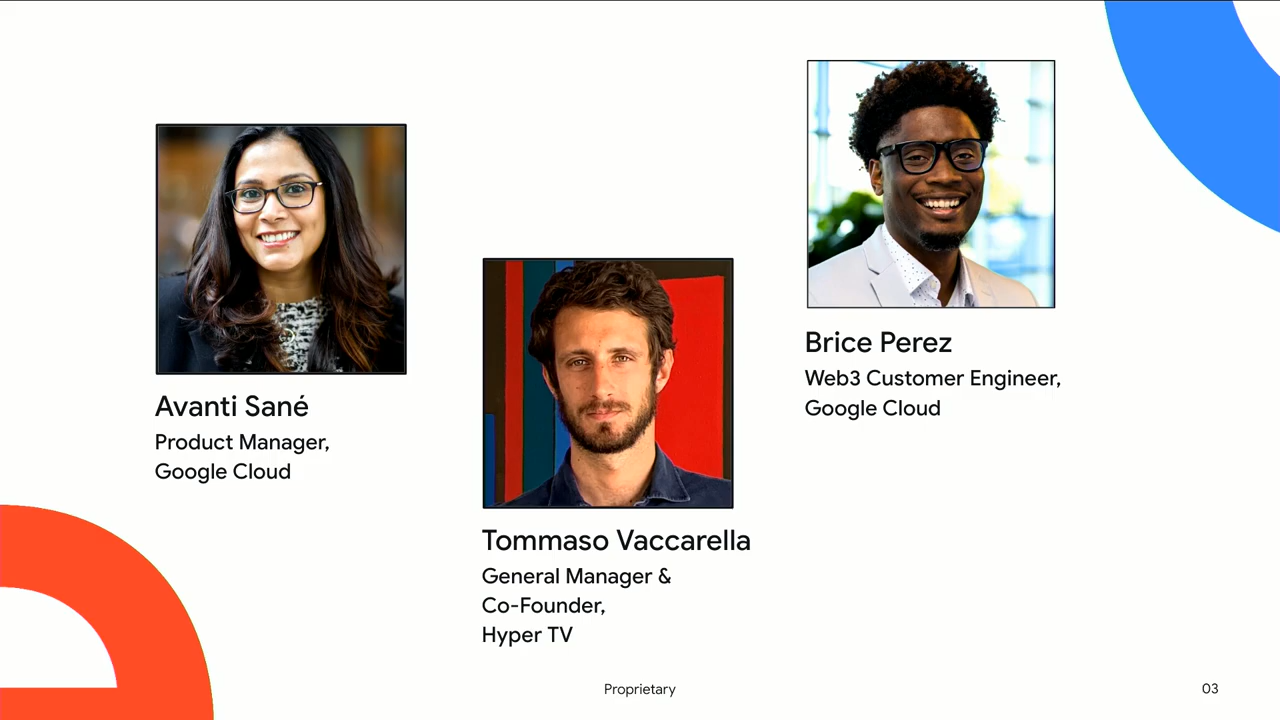 Avanti Sané
Product Manager,
Google Cloud
Tommaso Vaccarella
General Manager &
Co-Founder,
Hyper TV
Brice Perez
Web3 Customer Engineer,
Google Cloud
Proprietary
03